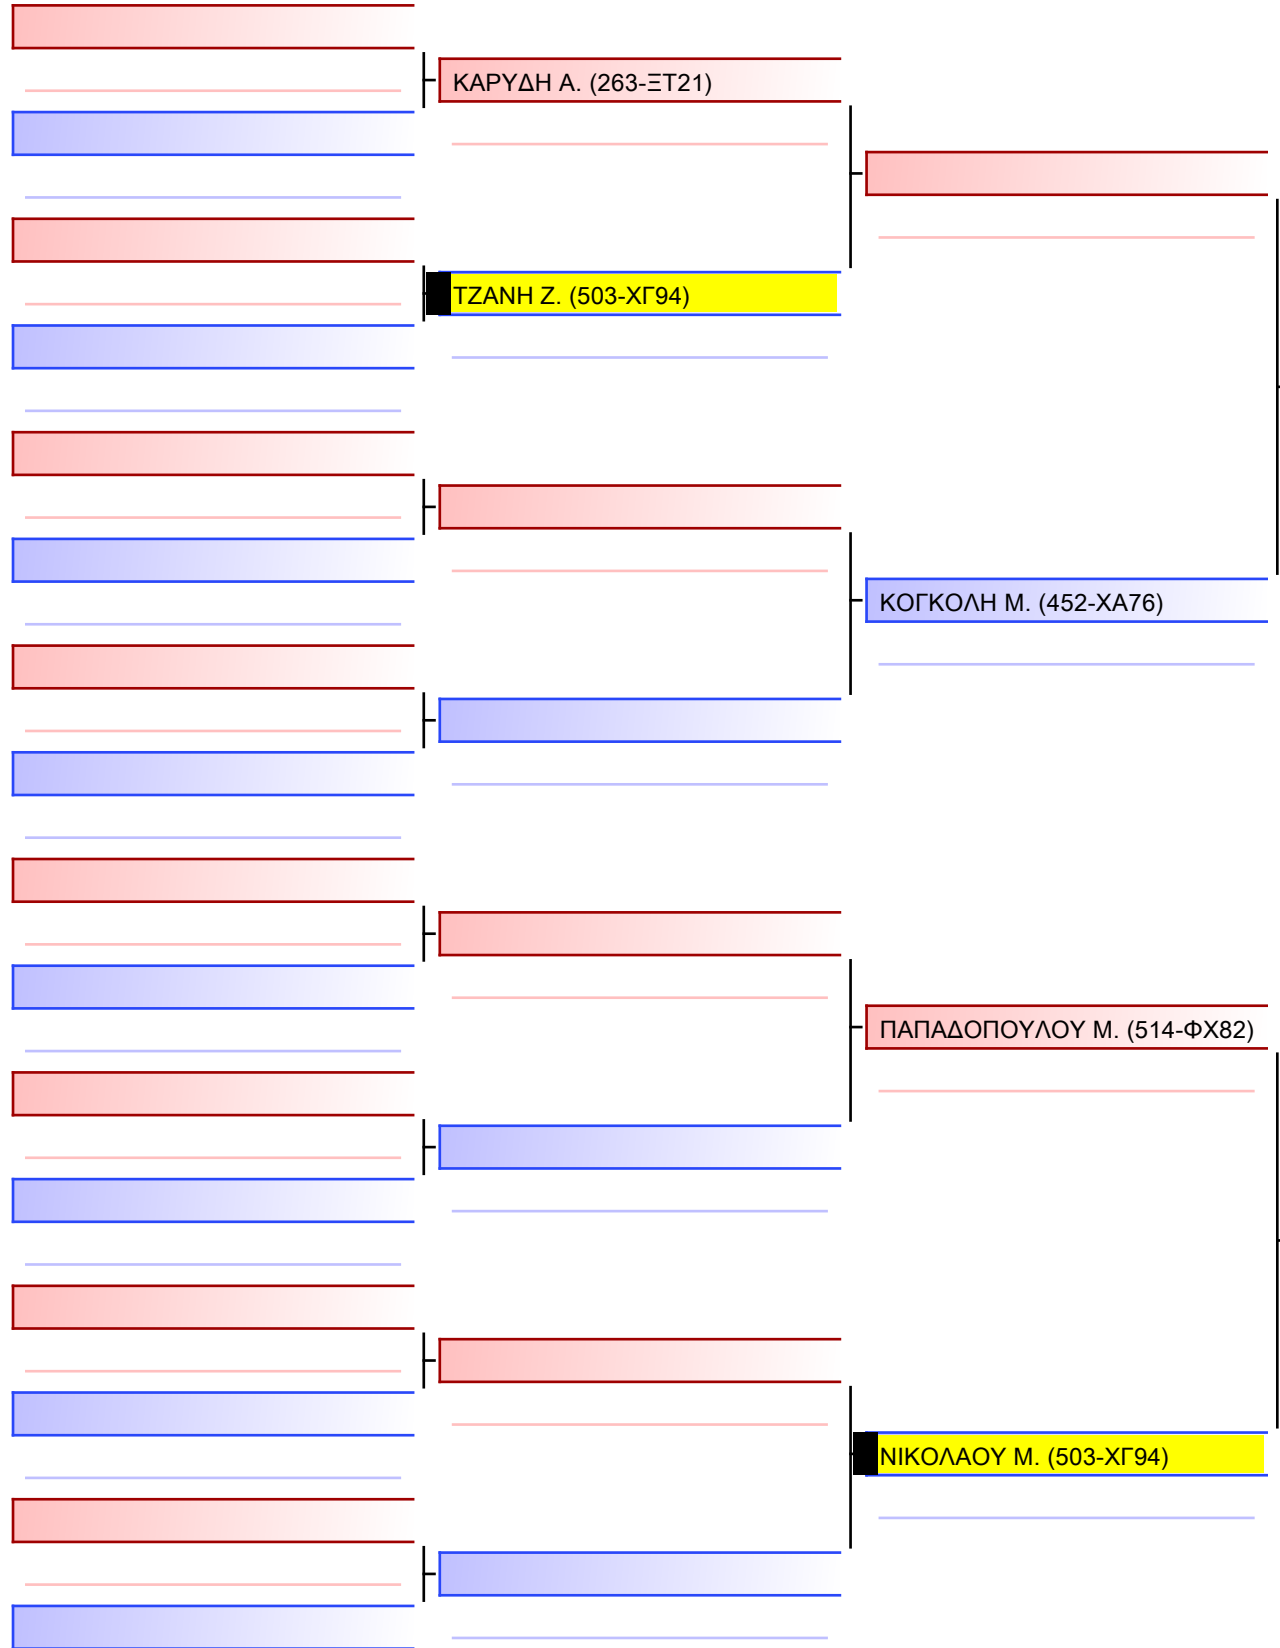 ΚΑΡΥΔΗ Α. (263-ΞΤ21)
ΤΖΑΝΗ Ζ. (503-ΧΓ94)
ΚΟΓΚΟΛΗ Μ. (452-ΧΑ76)
ΠΑΠΑΔΟΠΟΥΛΟΥ Μ. (514-ΦΧ82)
ΝΙΚΟΛΑΟΥ Μ. (503-ΧΓ94)